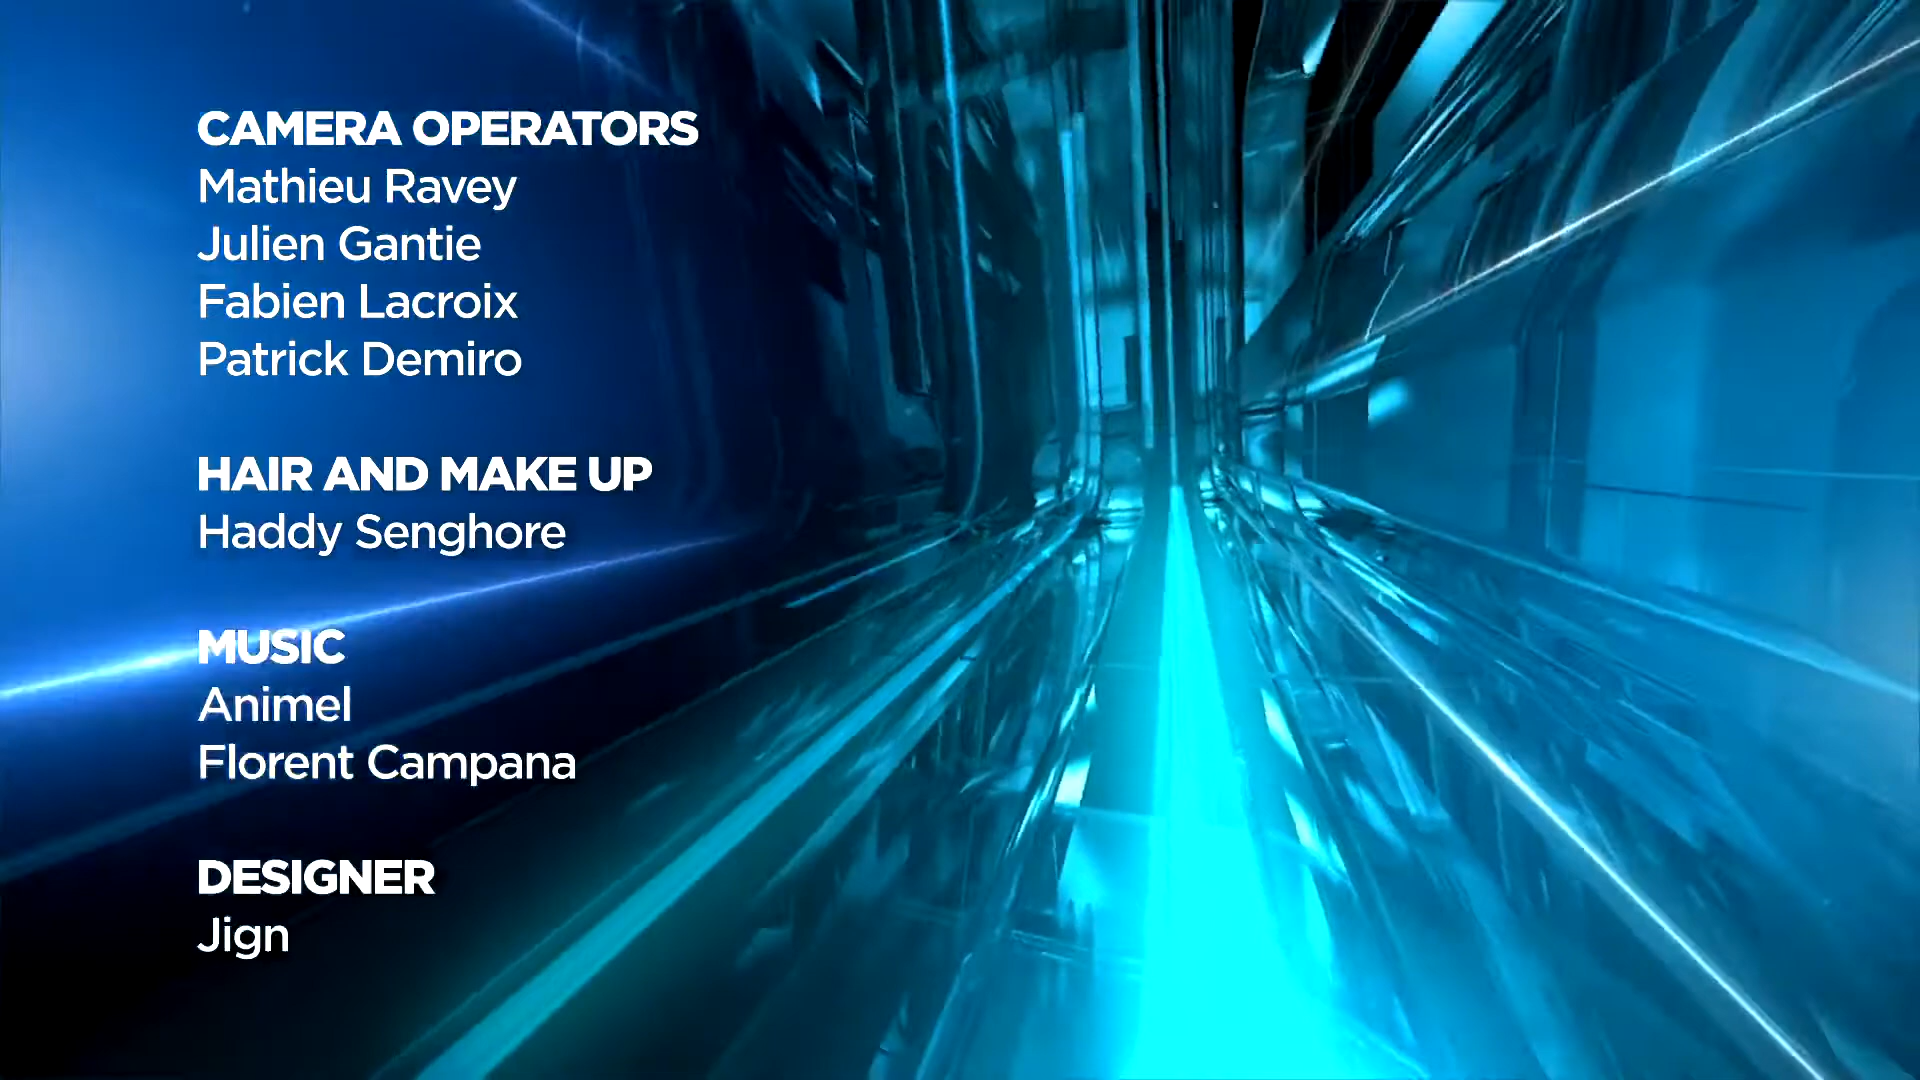 CAMERA OPERATORS
Mathieu Ravey
Julien Gantie
Fabien Lacroix
Patrick Demiro
HAIR AND MAKE UP
Haddy Senghore
MUSIC
Animel
Florent Campana
DESIGNER
Jign